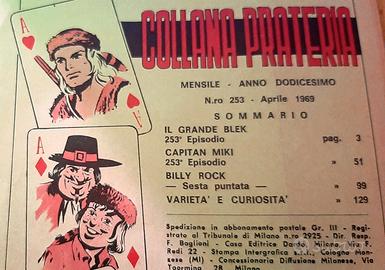 A
COLLANA PRATERIA
MENSILE - ANNO DODICESIMO
N.ro 253 - Aprile 1969
SOMMARIO
IL GRANDE BLEK
253° Episodio pag. 3
CAPITAN MIKI
253° Episodio » 51
BILLY ROCK
— Sesta puntata — » 99
VARIETA' E CURIOSITA' » 129
A
A
Spedizione in abbonamento postale Gr. III - Regi-
strato al Tribunale di Milano n.ro 2925 - Dir. Resp.
F. Baglioni - Casa Editrice Dardo Milano, Via F.
Redi 22 - Stampa Intergrafica s.r.l. Cologno Mon-
zese (MI) - Concessionaria Diffusione Milanese, Via
28, Milano